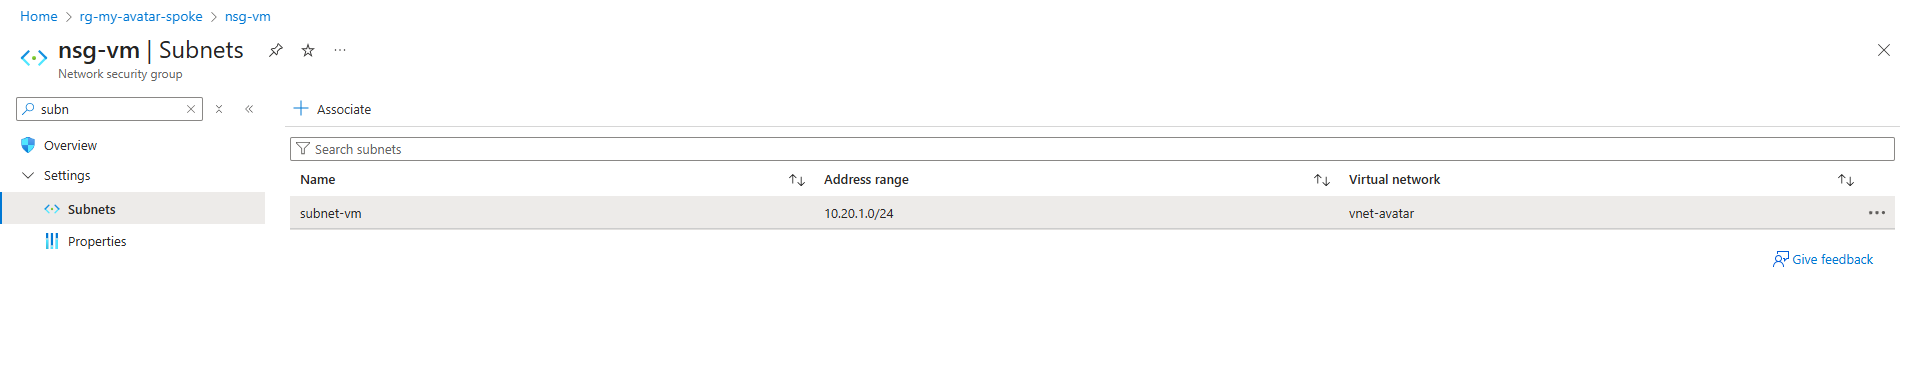 Home > rg-my-avatar-spoke > nsg-vm
nsg-vm | Subnets
Network security group
subn
Overview
Settings
Subnets
Properties
Associate
Search subnets
Name Address range Virtual network
subnet-vm 10.20.1.0/24 vnet-avatar
Give feedback